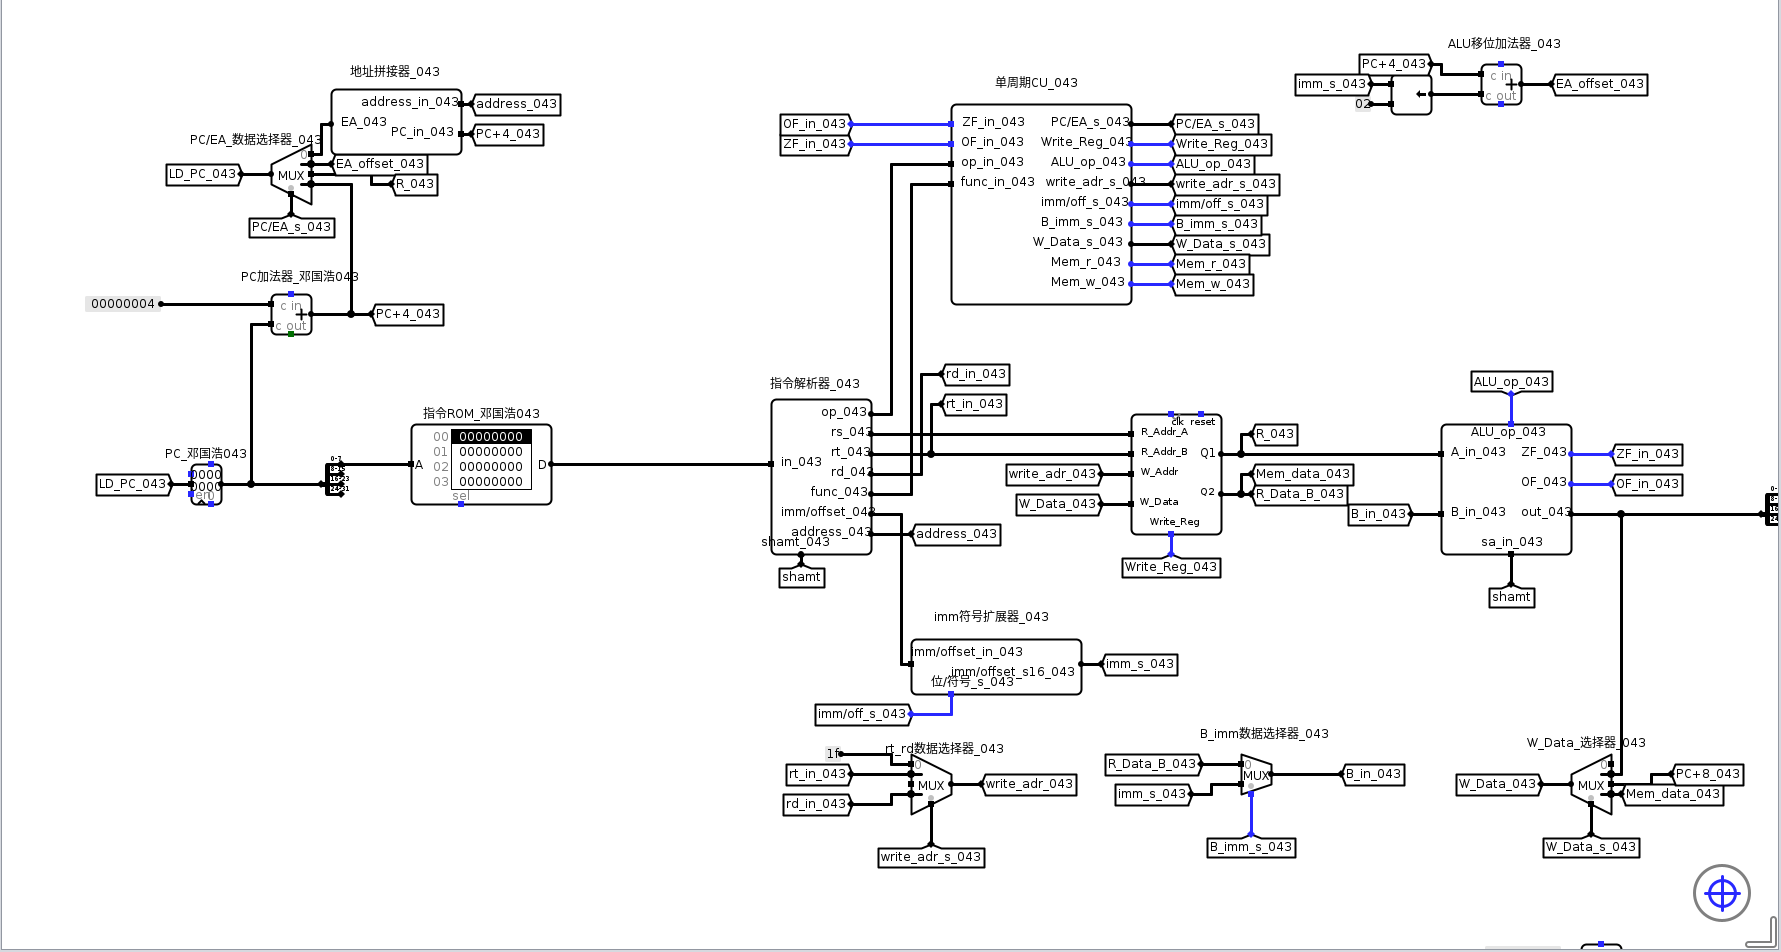 地址拼接器_043
address_in_043
EA_043
PC_in_043
address_043
PC+4_043
PC/EA_数据选择器_043
0
MUX
LD_PC_043
EA_offset_043
R_043
PC/EA_s_043
PC加法器_邓国浩043
00000004
c in
+
c out
PC+4_043
PC_邓国浩043
LD_PC_043
0000
0000
en
0-7
指令ROM_邓国浩043
A
00 00000000
01 00000000
02 00000000
03 00000000
sel
D
单周期CU_043
OF_in_043
ZF_in_043
ZF_in_043
OF_in_043
op_in_043
func_in_043
PC/EA_s_043
Write_Reg_043
ALU_op_043
write_adr_s_043
imm/off_s_043
B_imm_s_043
W_Data_s_043
Mem_r_043
Mem_w_043
PC/EA_s_043
Write_Reg_043
ALU_op_043
write_adr_s_043
imm/off_s_043
B_imm_s_043
W_Data_s_043
Mem_r_043
Mem_w_043
ALU移位加法器_043
PC+4_043
imm_s_043
02
c in
+
c out
EA_offset_043
指令解析器_043
in_043
op_043
rs_043
rt_043
rd_043
func_043
imm/offset_043
address_043
shamt_043
shamt
rd_in_043
rt_in_043
address_043
clk reset
R_Addr_A
R_Addr_B
W_Addr
W_Data
Write_Reg
Q1
Q2
write_adr_043
W_Data_043
R_043
Mem_data_043
R_Data_B_043
Write_Reg_043
ALU_op_043
ALU_op_043
A_in_043
B_in_043
ZF_043
OF_043
out_043
sa_in_043
B_in_043
ZF_in_043
OF_in_043
shamt
imm符号扩展器_043
imm/offset_in_043
imm/offset_s16_043
位/符号_s_043
imm_s_043
imm/off_s_043
rt_rd数据选择器_043
1f
0
MUX
rt_in_043
rd_in_043
write_adr_043
write_adr_s_043
B_imm数据选择器_043
R_Data_B_043
imm_s_043
0
MUX
B_in_043
B_imm_s_043
W_Data_选择器_043
0
MUX
W_Data_043
PC+8_043
Mem_data_043
W_Data_s_043